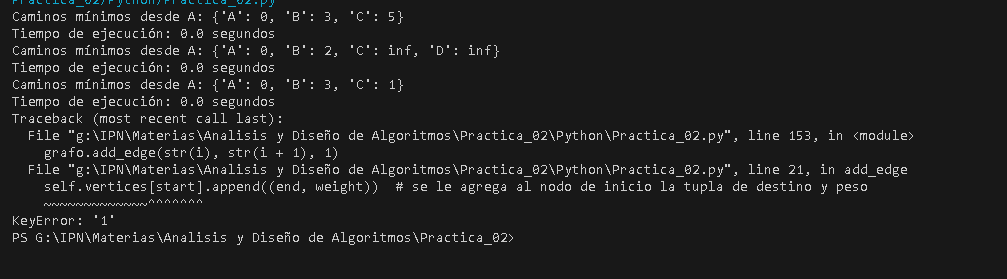 Practica_02/Python/Practica_02.py
Caminos mínimos desde A: {'A': 0, 'B': 3, 'C': 5}
Tiempo de ejecución: 0.0 segundos
Caminos mínimos desde A: {'A': 0, 'B': 2, 'C': inf, 'D': inf}
Tiempo de ejecución: 0.0 segundos
Caminos mínimos desde A: {'A': 0, 'B': 3, 'C': 1}
Tiempo de ejecución: 0.0 segundos
Traceback (most recent call last):
  File "g:\IPN\Materias\Analisis y Diseño de Algoritmos\Practica_02\Python\Practica_02.py", line 153, in <module>
    grafo.add_edge(str(i), str(i + 1), 1)
  File "g:\IPN\Materias\Analisis y Diseño de Algoritmos\Practica_02\Python\Practica_02.py", line 21, in add_edge
    self.vertices[start].append((end, weight))  # se le agrega al nodo de inicio la tupla de destino y peso
    ~~~~~~~~~~~~~^^^^^^^
KeyError: '1'
PS G:\IPN\Materias\Analisis y Diseño de Algoritmos\Practica_02>